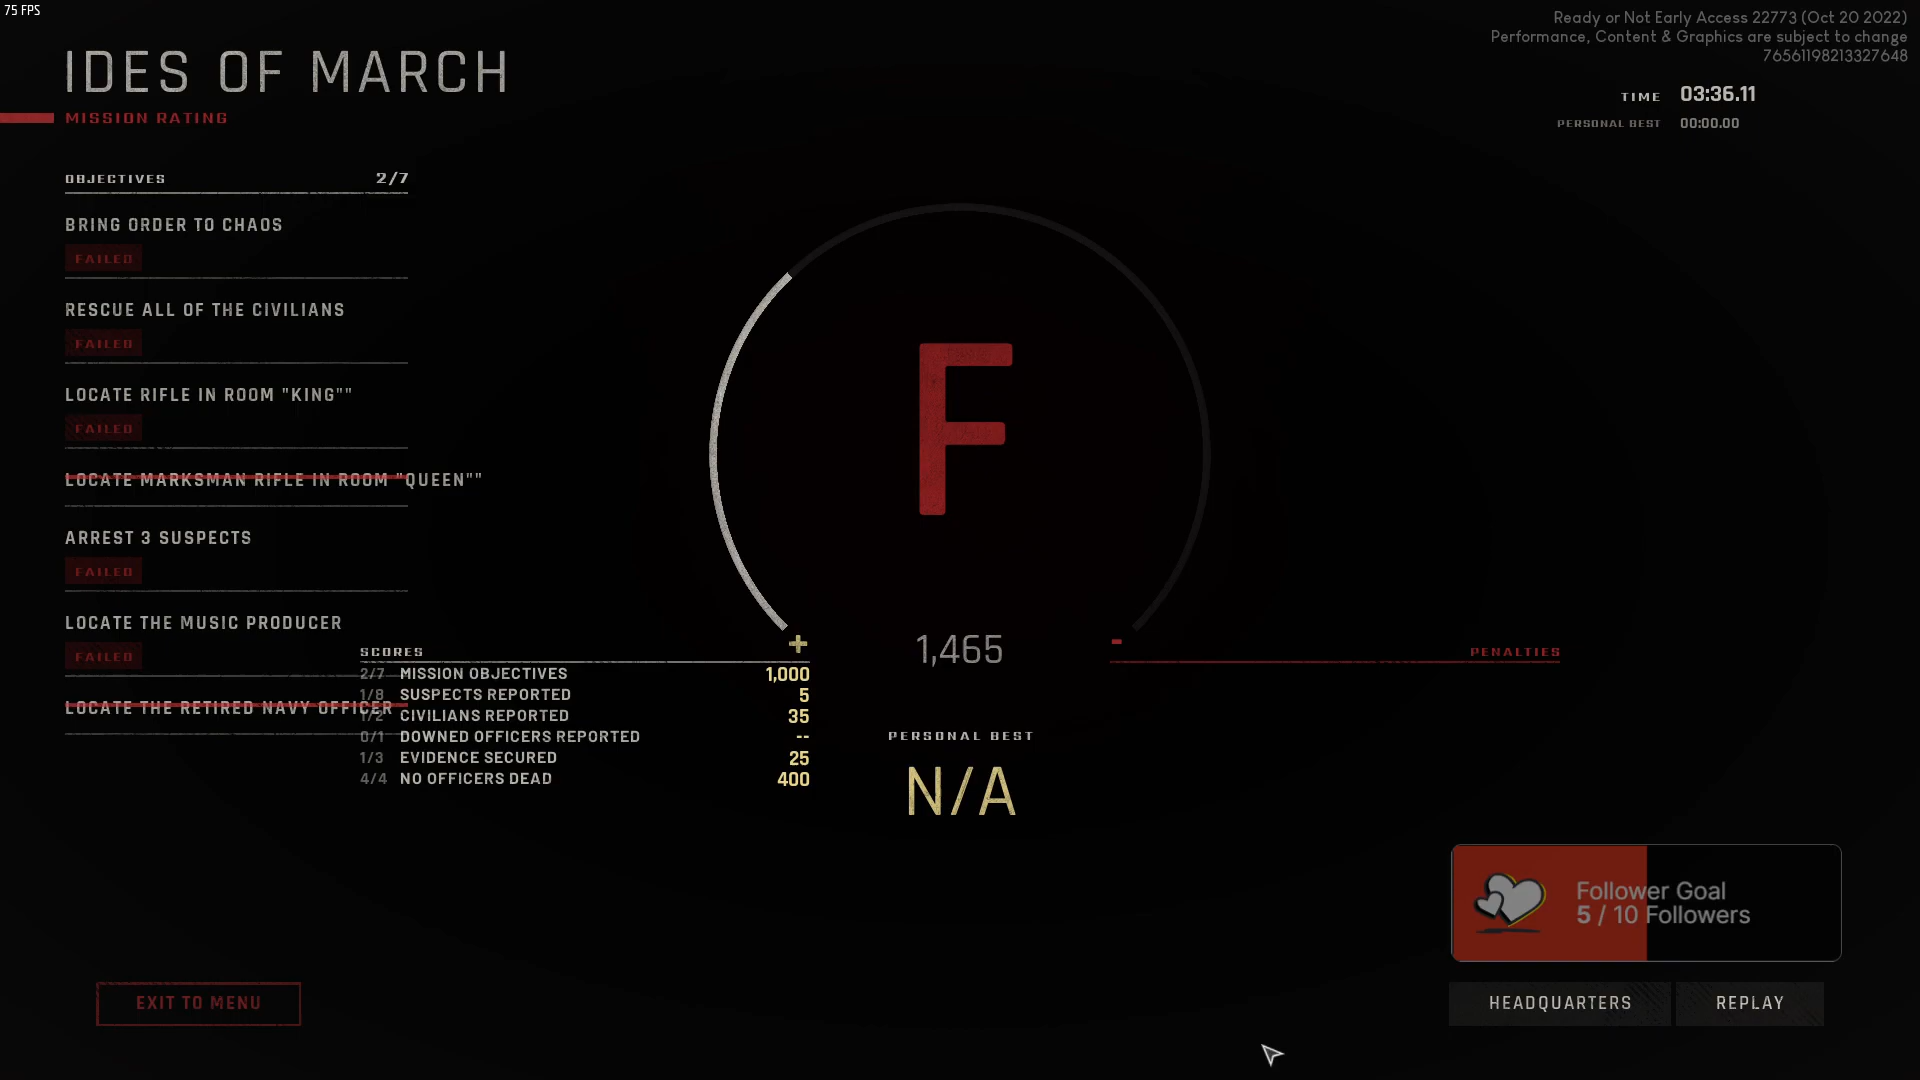 75 FPS
Ready or Not Early Access 22773 (Oct 20 2022)
Performance, Content & Graphics are subject to change
76561198213327648
IDES OF MARCH
MISSION RATING
TIME 03:36.11
PERSONAL BEST 00:00.00
OBJECTIVES 2/7
BRING ORDER TO CHAOS
FAILED
RESCUE ALL OF THE CIVILIANS
FAILED
LOCATE RIFLE IN ROOM "KING""
FAILED
LOCATE MARKSMAN RIFLE IN ROOM "QUEEN""
ARREST 3 SUSPECTS
FAILED
LOCATE THE MUSIC PRODUCER
FAILED
LOCATE THE RETIRED NAVY OFFICER
F
1,465
+
SCORES
2/7 MISSION OBJECTIVES 1,000
1/8 SUSPECTS REPORTED 5
1/2 CIVILIANS REPORTED 35
0/1 DOWNED OFFICERS REPORTED --
1/3 EVIDENCE SECURED 25
4/4 NO OFFICERS DEAD 400
-
PENALTIES
PERSONAL BEST
N/A
Follower Goal
5 / 10 Followers
EXIT TO MENU
HEADQUARTERS
REPLAY